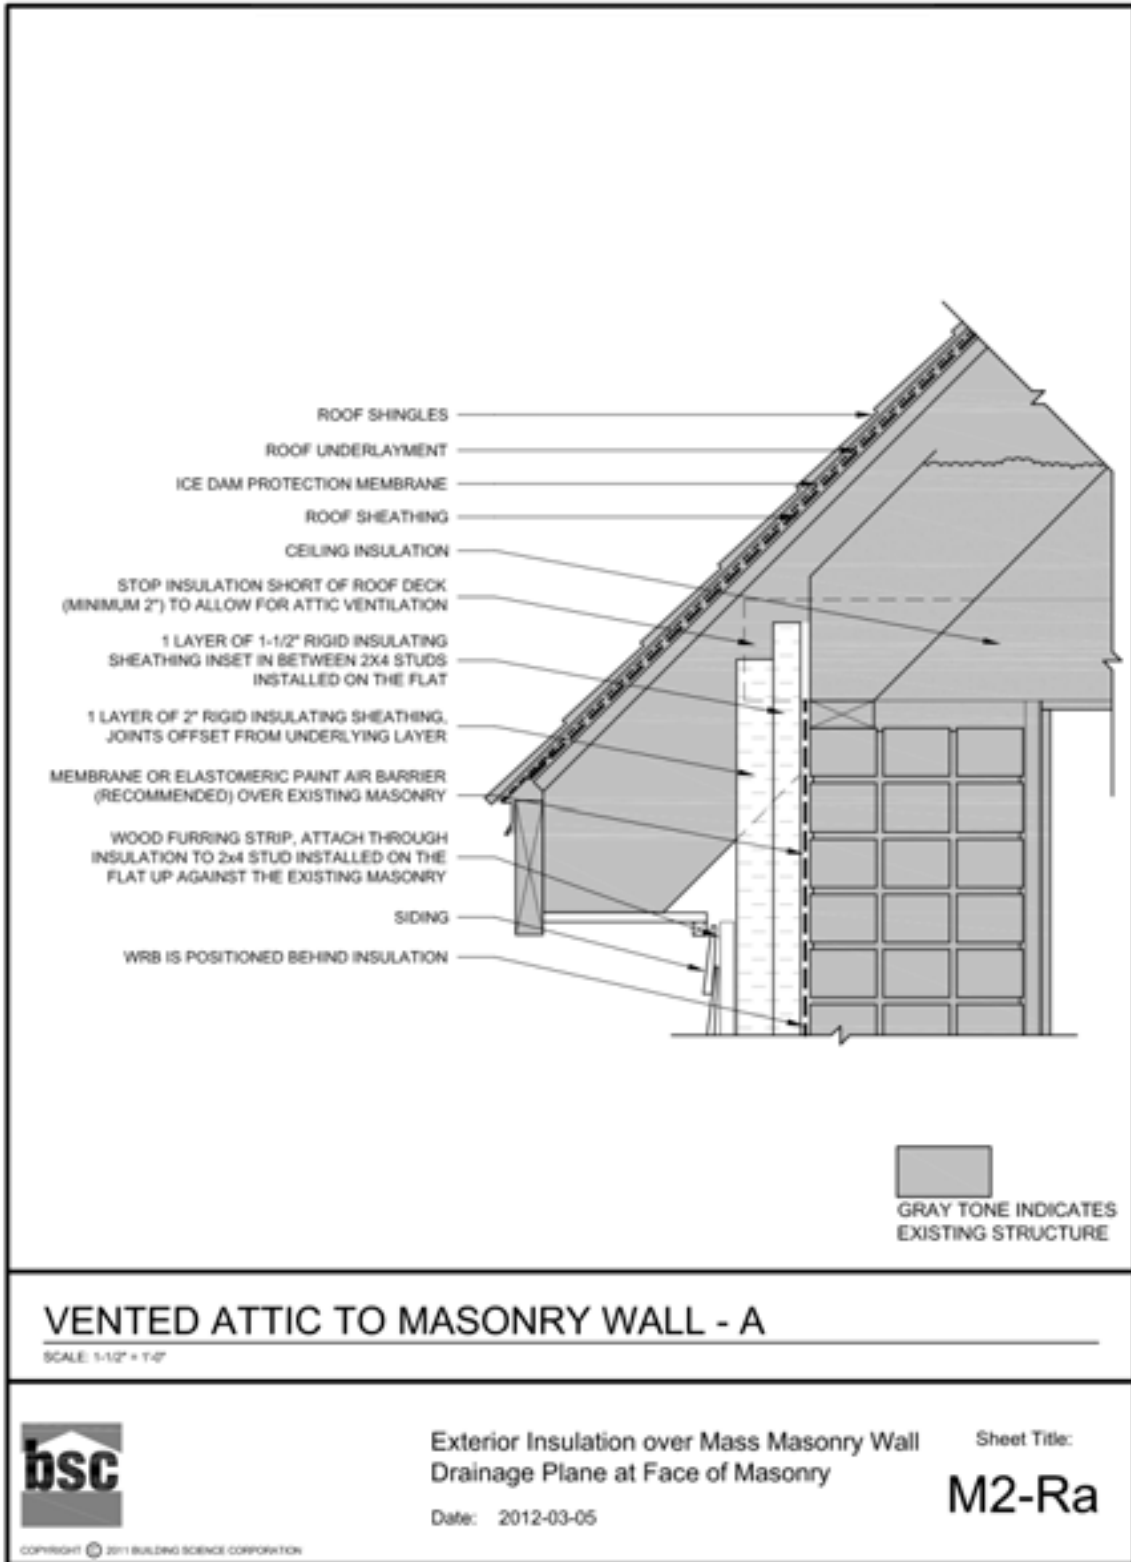 ROOF SHINGLES
ROOF UNDERLAYMENT
ICE DAM PROTECTION MEMBRANE
ROOF SHEATHING
CEILING INSULATION
STOP INSULATION SHORT OF ROOF DECK
(MINIMUM 2") TO ALLOW FOR ATTIC VENTILATION
1 LAYER OF 1-1/2" RIGID INSULATING
SHEATHING INSET IN BETWEEN 2X4 STUDS
INSTALLED ON THE FLAT
1 LAYER OF 2" RIGID INSULATING SHEATHING,
JOINTS OFFSET FROM UNDERLYING LAYER
MEMBRANE OR ELASTOMERIC PAINT AIR BARRIER
(RECOMMENDED) OVER EXISTING MASONRY
WOOD FURRING STRIP, ATTACH THROUGH
INSULATION TO 2x4 STUD INSTALLED ON THE
FLAT UP AGAINST THE EXISTING MASONRY
SIDING
WRB IS POSITIONED BEHIND INSULATION
GRAY TONE INDICATES
EXISTING STRUCTURE
VENTED ATTIC TO MASONRY WALL - A
SCALE: 1-1/2" = 1'-0"
bsc
Exterior Insulation over Mass Masonry Wall
Drainage Plane at Face of Masonry
Date: 2012-03-05
Sheet Title:
M2-Ra
COPYRIGHT © 2011 BUILDING SCIENCE CORPORATION